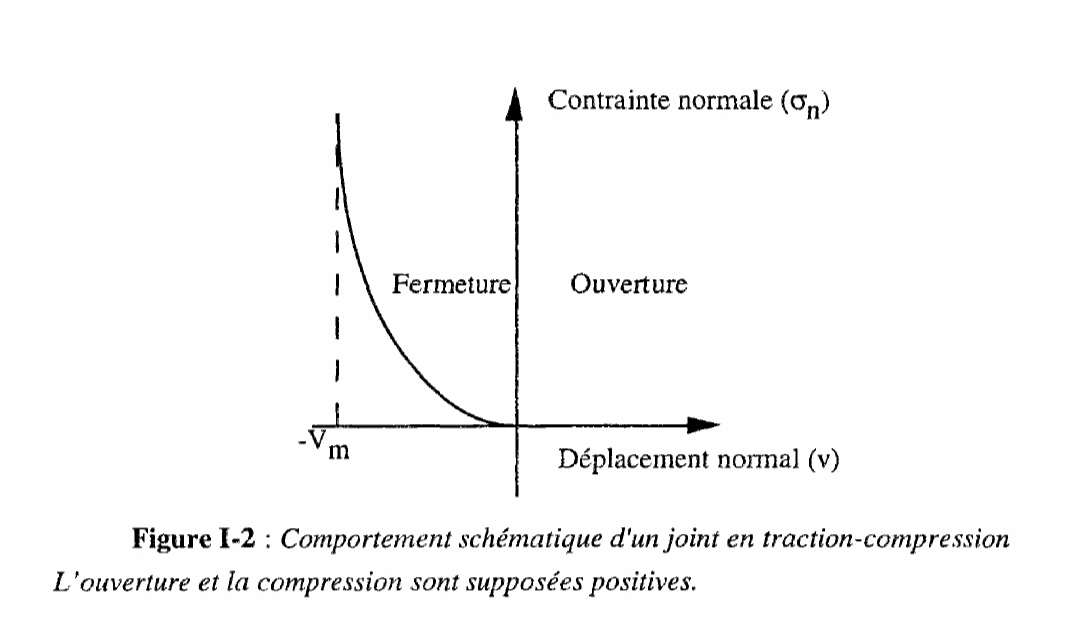 Contrainte normale (σn)
Fermeture
Ouverture
-Vm
Déplacement normal (v)
Figure I-2 : Comportement schématique d'un joint en traction-compression
L'ouverture et la compression sont supposées positives.